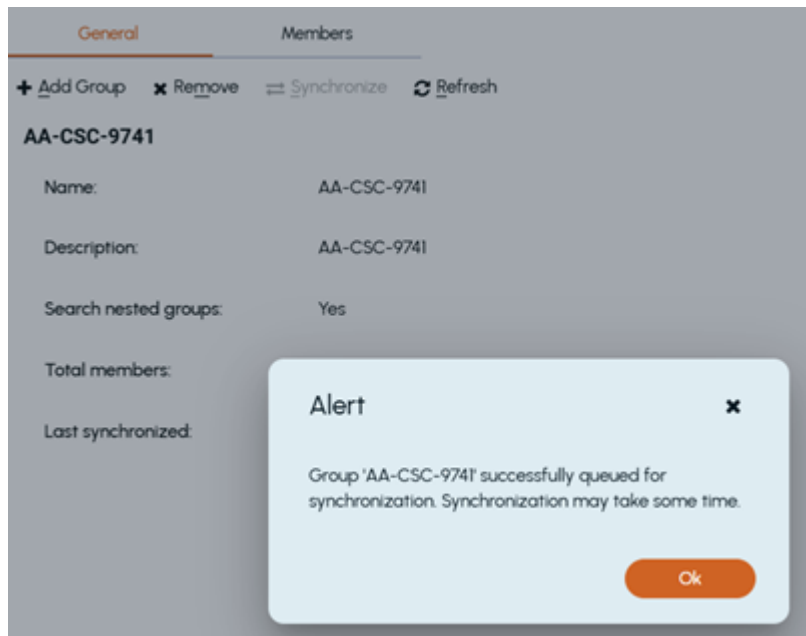 General Members
Add Group Remove Synchronize Refresh
AA-CSC-9741
Name: AA-CSC-9741
Description: AA-CSC-9741
Search nested groups: Yes
Total members:
Last synchronized:
Alert
Group 'AA-CSC-9741' successfully queued for
synchronization. Synchronization may take some time.
Ok